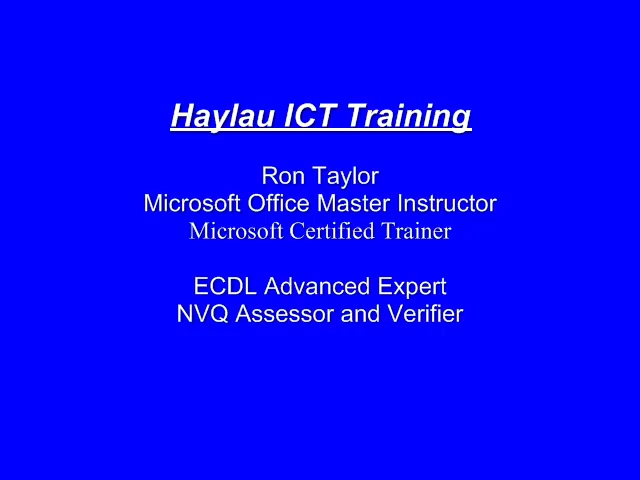 Haylau ICT Training
Ron Taylor
Microsoft Office Master Instructor
Microsoft Certified Trainer
ECDL Advanced Expert
NVQ Assessor and Verifier